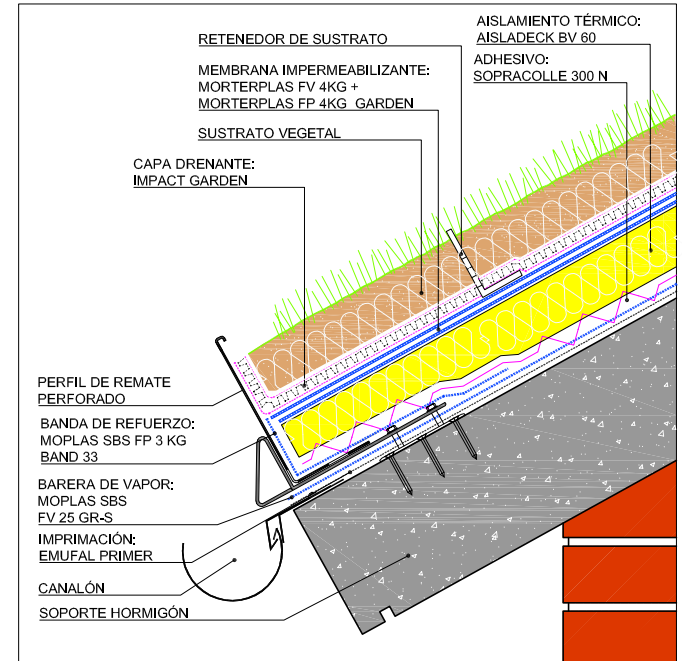 AISLAMIENTO TÉRMICO:
AISLADECK BV 60
RETENEDOR DE SUSTRATO
ADHESIVO:
SOPRACOLLE 300 N
MEMBRANA IMPERMEABILIZANTE:
MORTERPLAS FV 4KG +
MORTERPLAS FP 4KG GARDEN
SUSTRATO VEGETAL
CAPA DRENANTE:
IMPACT GARDEN
PERFIL DE REMATE
PERFORADO
BANDA DE REFUERZO:
MOPLAS SBS FP 3 KG
BAND 33
BARERA DE VAPOR:
MOPLAS SBS
FV 25 GR-S
IMPRIMACIÓN:
EMUFAL PRIMER
CANALÓN
SOPORTE HORMIGÓN